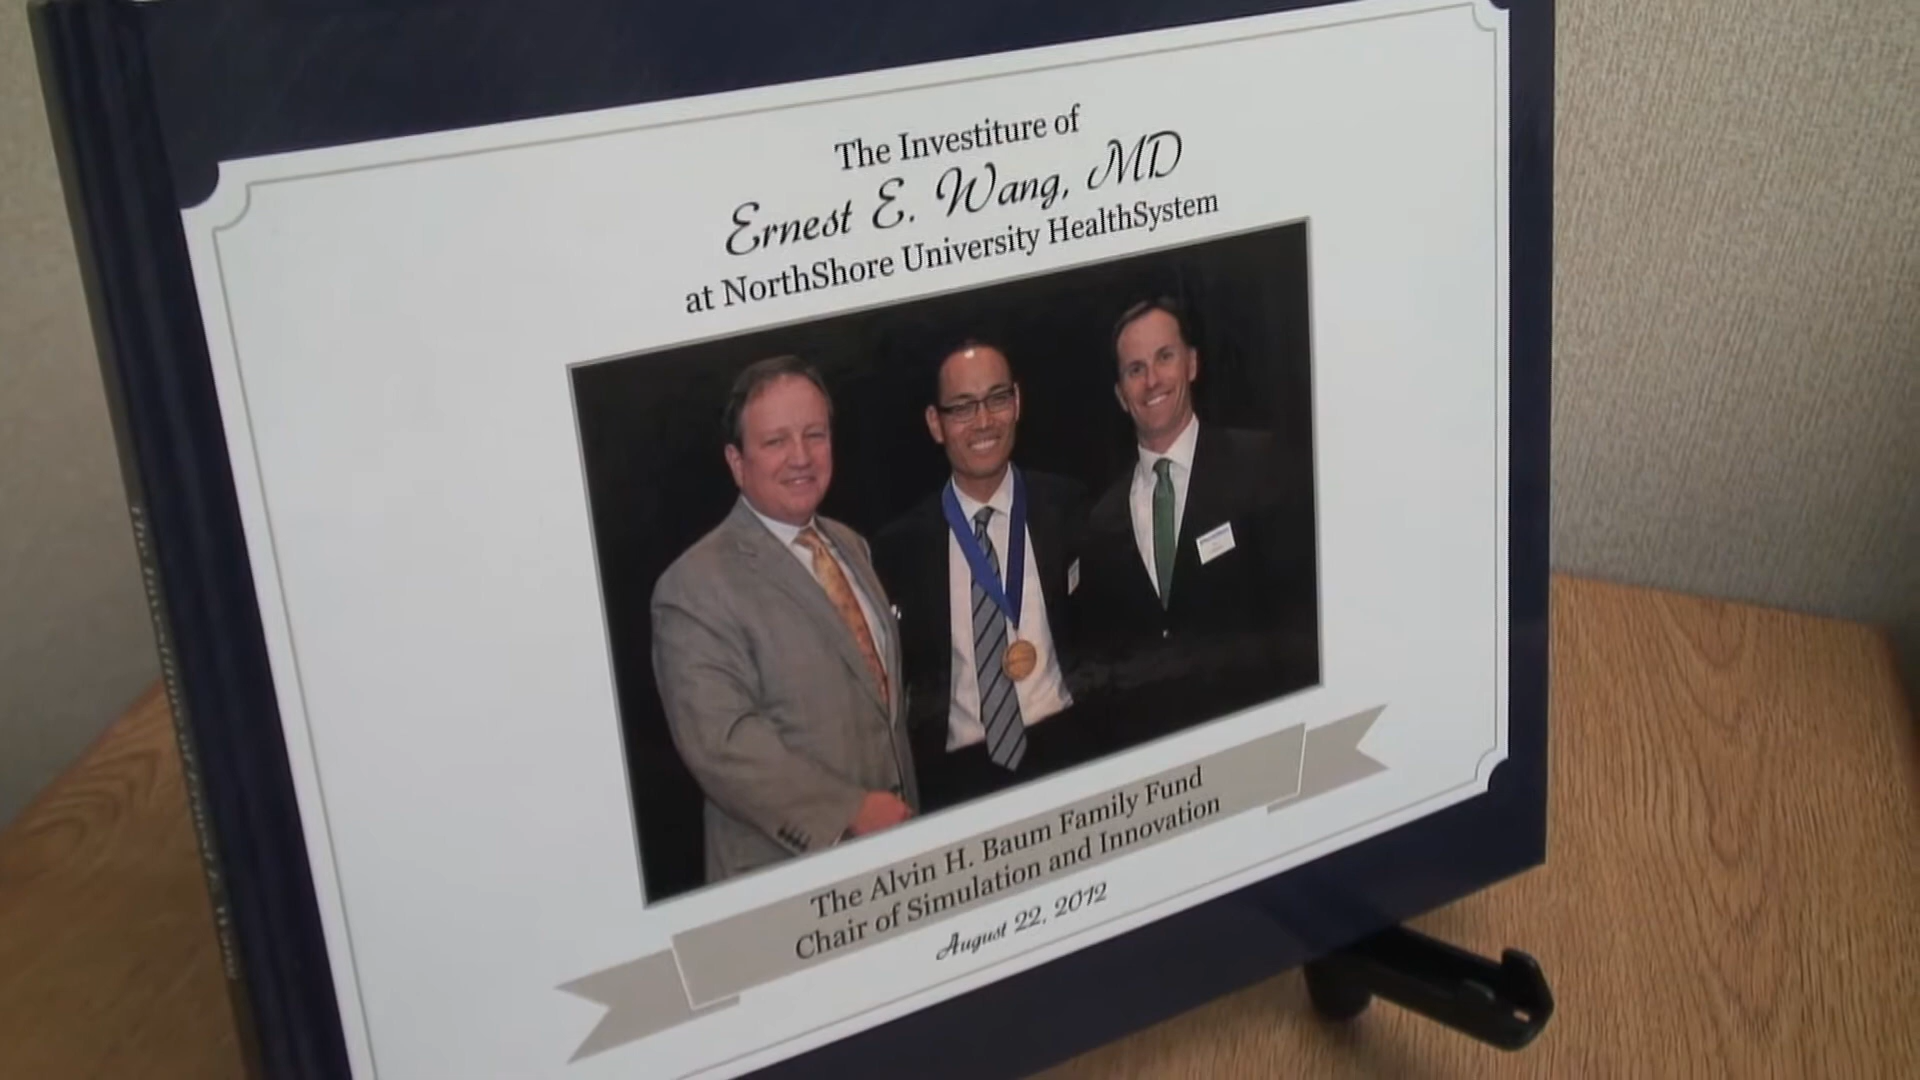 The Investiture of
Ernest E. Wang, MD
at NorthShore University HealthSystem
The Alvin H. Baum Family Fund
Chair of Simulation and Innovation
August 22, 2012